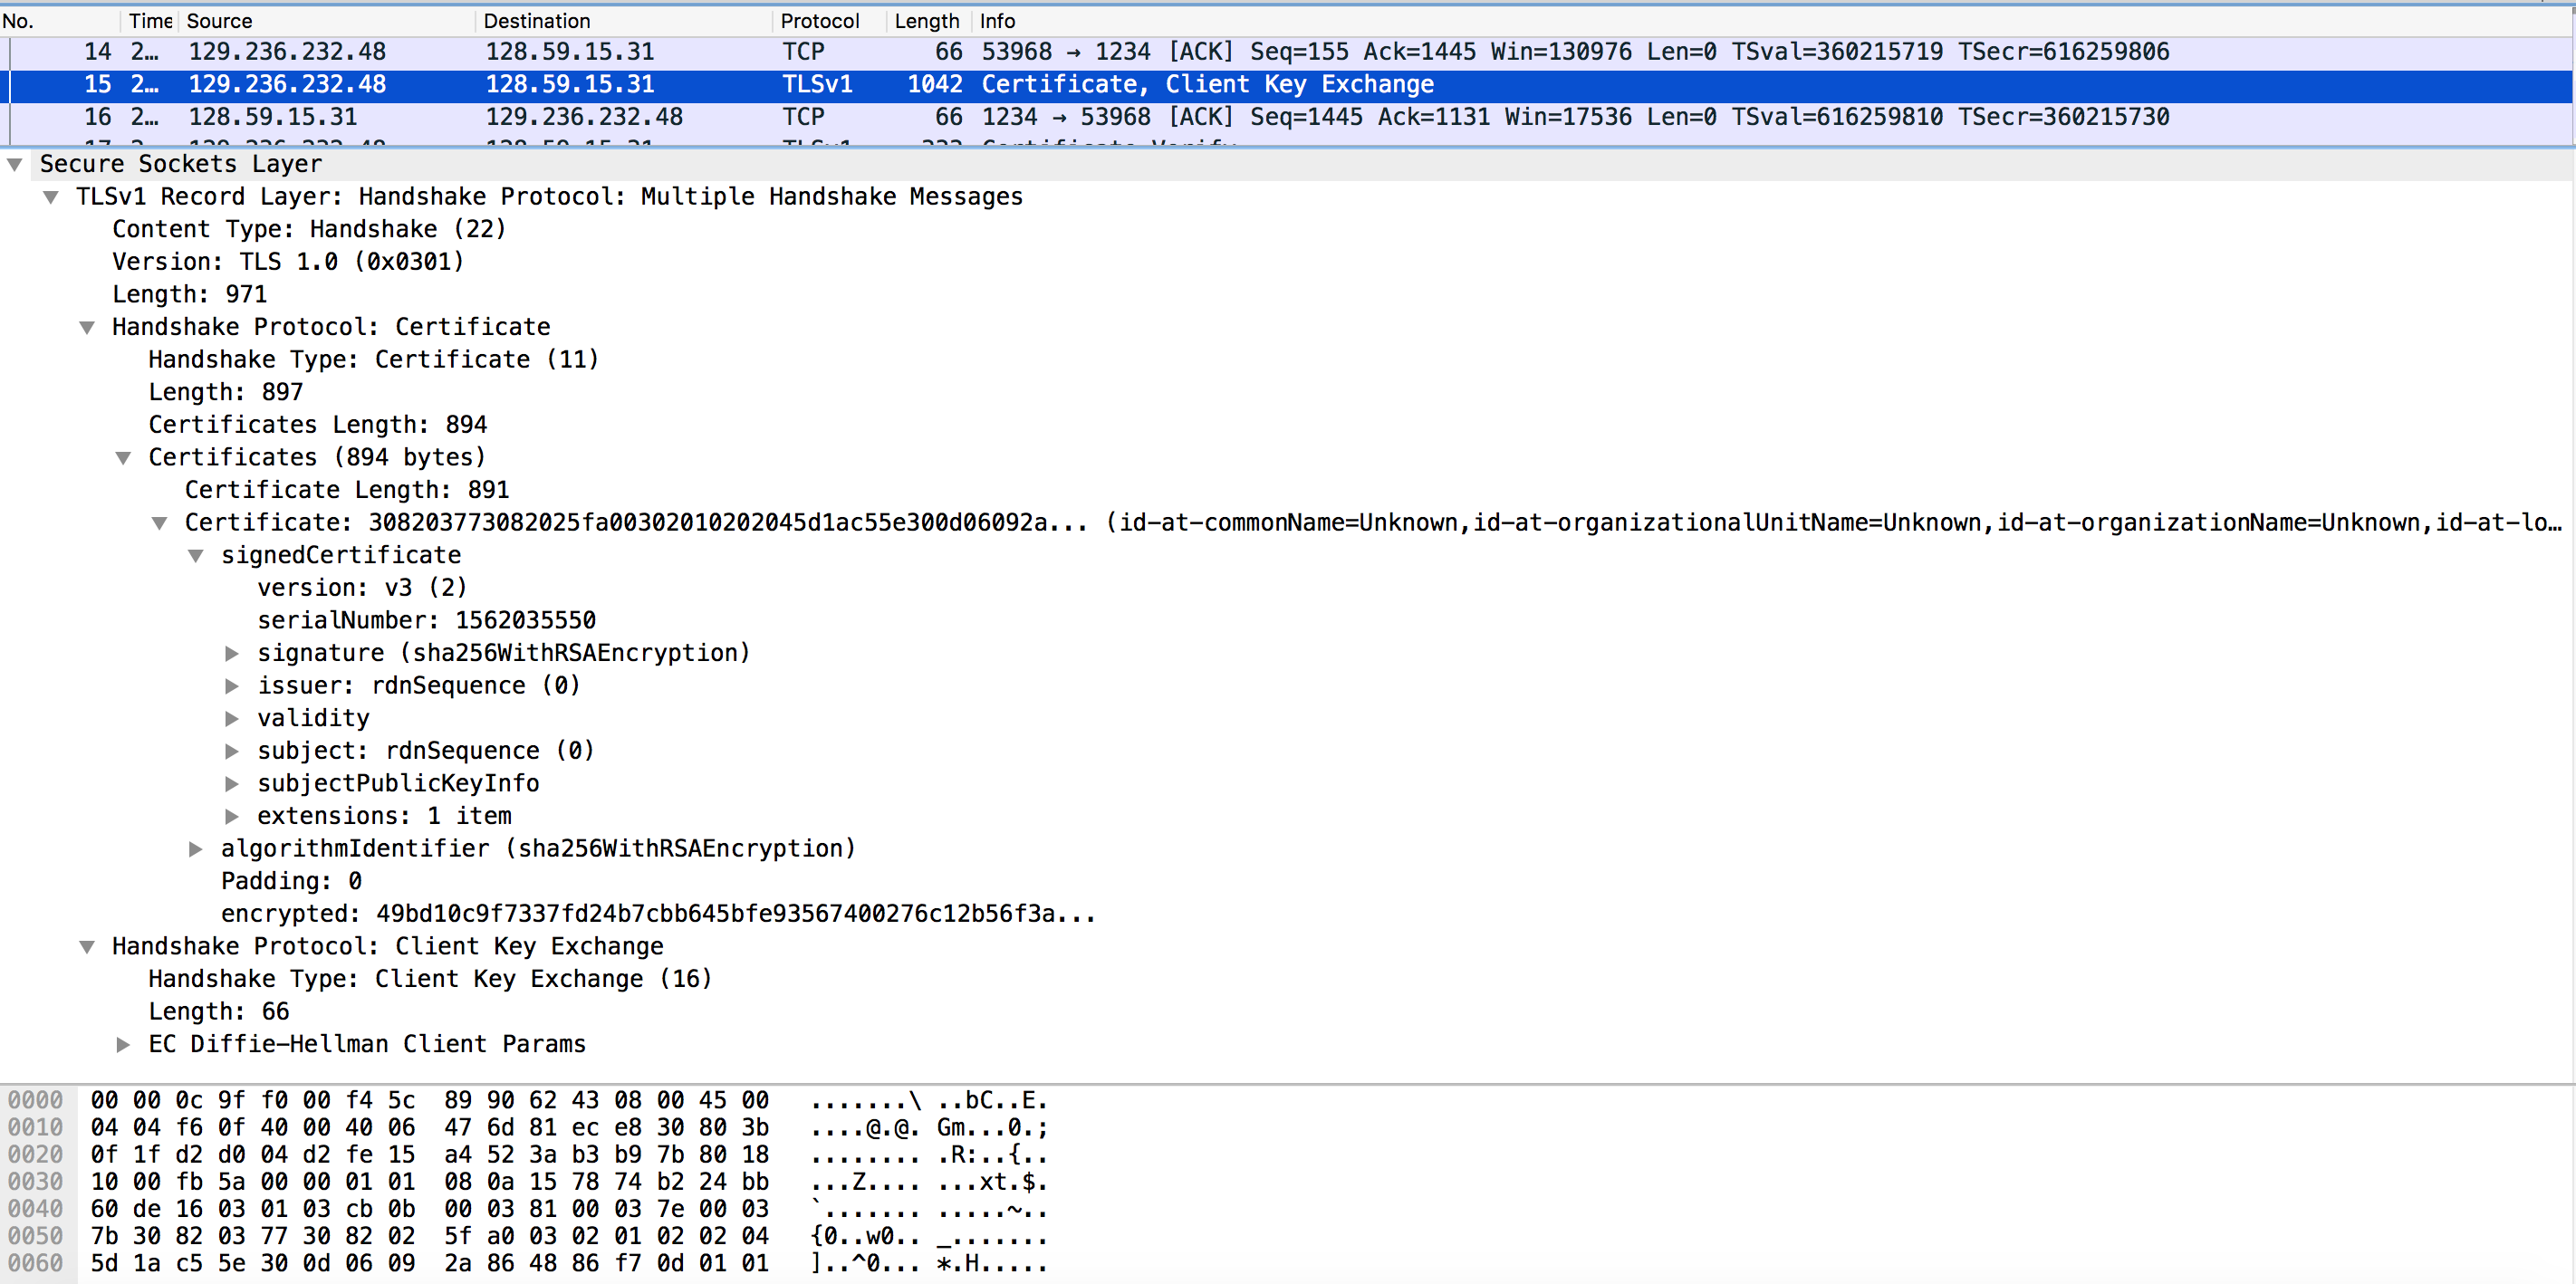 No. Time Source Destination Protocol Length Info
14 2… 129.236.232.48 128.59.15.31 TCP 66 53968 → 1234 [ACK] Seq=155 Ack=1445 Win=130976 Len=0 TSval=360215719 TSecr=616259806
15 2… 129.236.232.48 128.59.15.31 TLSv1 1042 Certificate, Client Key Exchange
16 2… 128.59.15.31 129.236.232.48 TCP 66 1234 → 53968 [ACK] Seq=1445 Ack=1131 Win=17536 Len=0 TSval=616259810 TSecr=360215730
17 2… 129.236.232.48 128.59.15.31 TLSv1 333 Certificate Verify
Secure Sockets Layer
TLSv1 Record Layer: Handshake Protocol: Multiple Handshake Messages
Content Type: Handshake (22)
Version: TLS 1.0 (0x0301)
Length: 971
Handshake Protocol: Certificate
Handshake Type: Certificate (11)
Length: 897
Certificates Length: 894
Certificates (894 bytes)
Certificate Length: 891
Certificate: 308203773082025fa00302010202045d1ac55e300d06092a... (id-at-commonName=Unknown,id-at-organizationalUnitName=Unknown,id-at-organizationName=Unknown,id-at-lo…
signedCertificate
version: v3 (2)
serialNumber: 1562035550
signature (sha256WithRSAEncryption)
issuer: rdnSequence (0)
validity
subject: rdnSequence (0)
subjectPublicKeyInfo
extensions: 1 item
algorithmIdentifier (sha256WithRSAEncryption)
Padding: 0
encrypted: 49bd10c9f7337fd24b7cbb645bfe93567400276c12b56f3a...
Handshake Protocol: Client Key Exchange
Handshake Type: Client Key Exchange (16)
Length: 66
EC Diffie-Hellman Client Params
0000 00 00 0c 9f f0 00 f4 5c 89 90 62 43 08 00 45 00 .......\ ..bC..E.
0010 04 04 f6 0f 40 00 40 06 47 6d 81 ec e8 30 80 3b ....@.@. Gm...0.;
0020 0f 1f d2 d0 04 d2 fe 15 a4 52 3a b3 b9 7b 80 18 ........ .R:..{..
0030 10 00 fb 5a 00 00 01 01 08 0a 15 78 74 b2 24 bb ...Z.... ...xt.$.
0040 60 de 16 03 01 03 cb 0b 00 03 81 00 03 7e 00 03 `....... .....~..
0050 7b 30 82 03 77 30 82 02 5f a0 03 02 01 02 02 04 {0..w0.. _.......
0060 5d 1a c5 5e 30 0d 06 09 2a 86 48 86 f7 0d 01 01 ]..^0... *.H.....